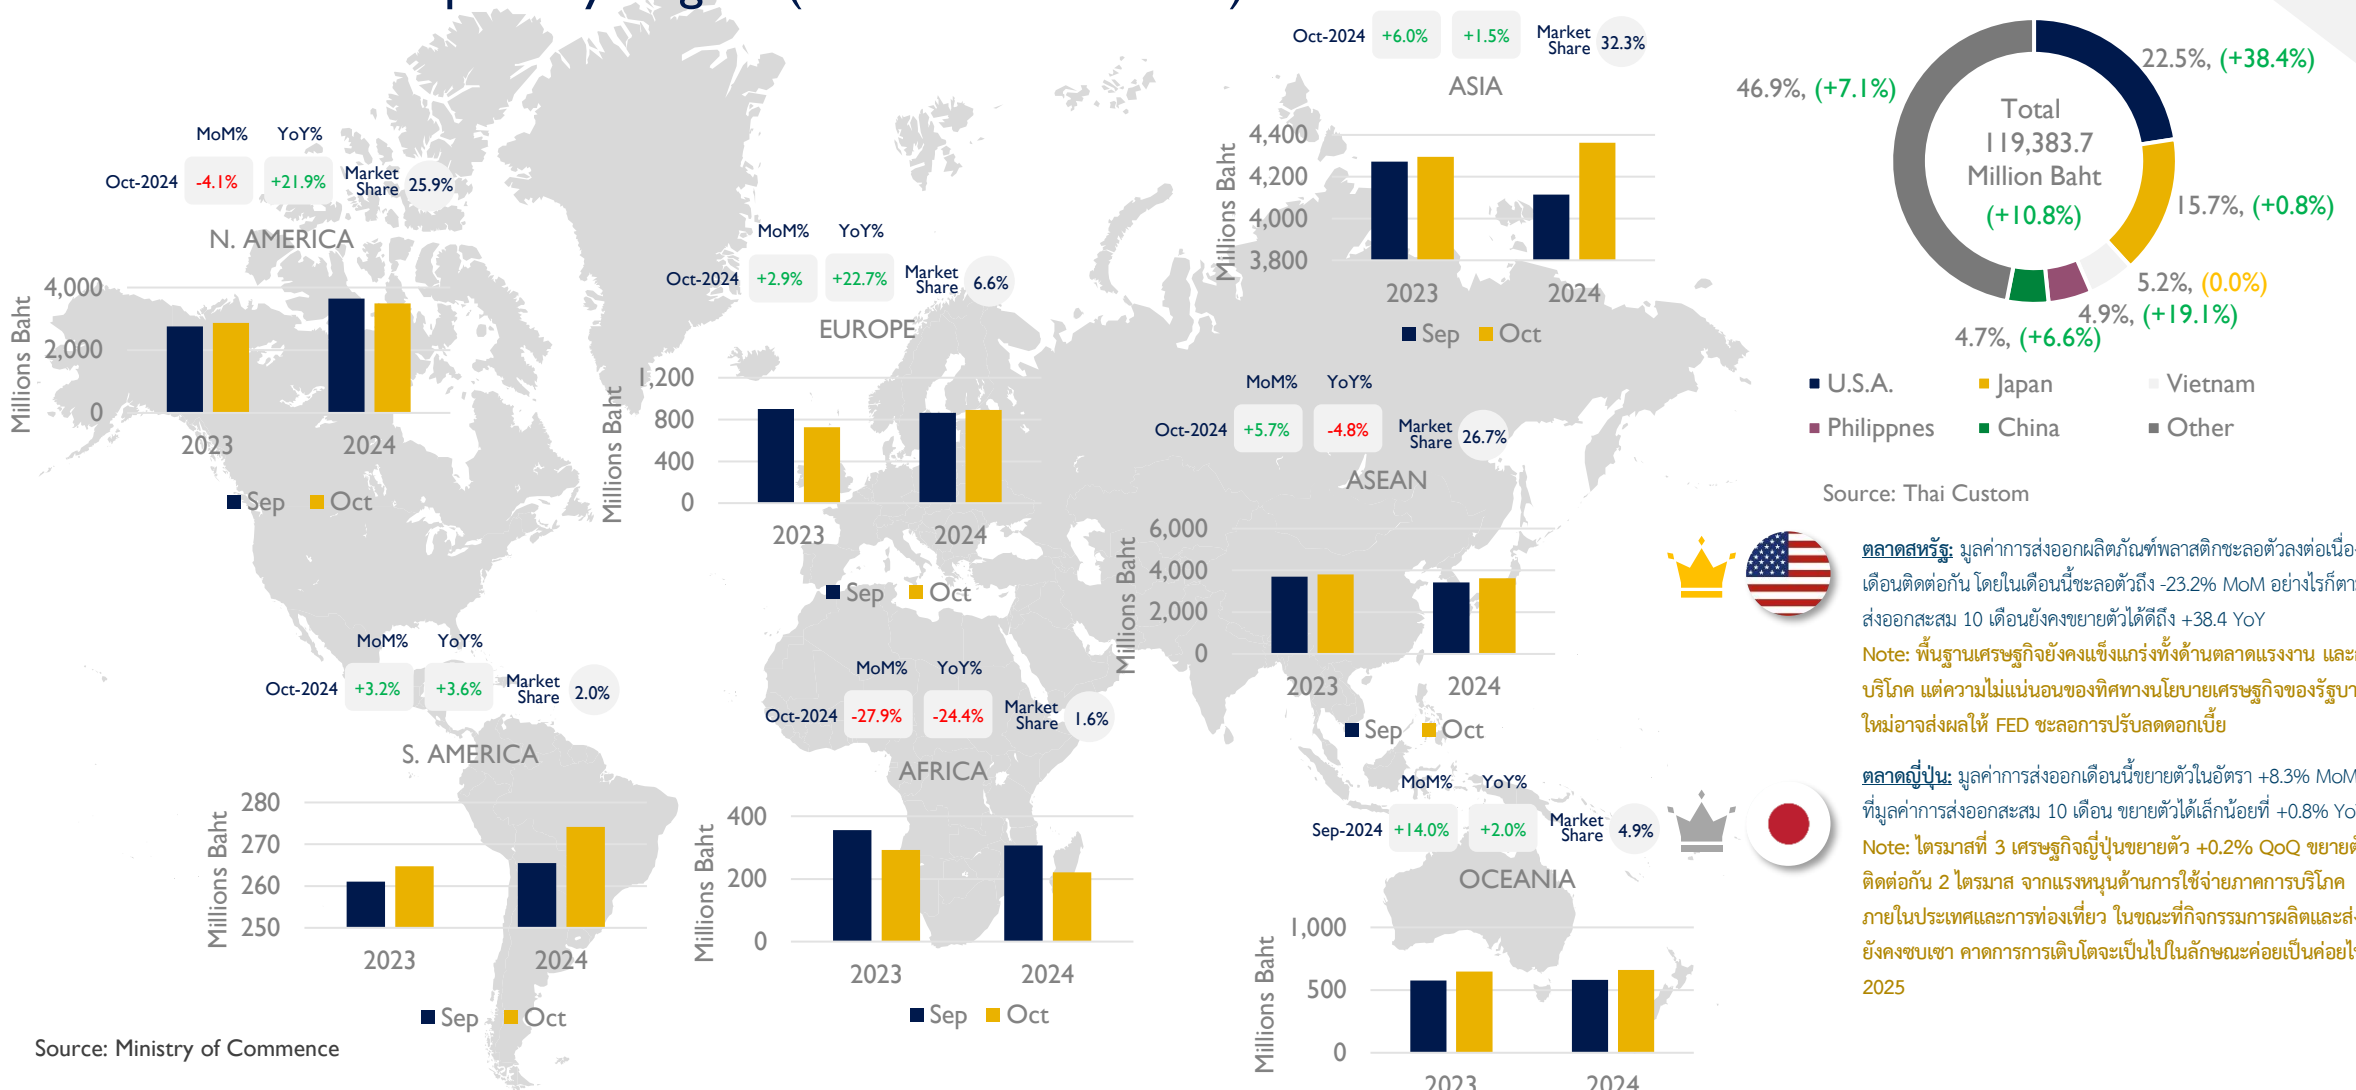 Oct-2024 +6.0% +1.5% Market Share 32.3%
ASIA
Millions Baht
4,400
4,200
4,000
3,800
2023 2024
Sep Oct
MoM% YoY%
Oct-2024 -4.1% +21.9% Market Share 25.9%
N. AMERICA
Millions Baht
4,000
2,000
0
2023 2024
Sep Oct
MoM% YoY%
Oct-2024 +2.9% +22.7% Market Share 6.6%
EUROPE
Millions Baht
1,200
800
400
0
2023 2024
Sep Oct
MoM% YoY%
Oct-2024 +5.7% -4.8% Market Share 26.7%
ASEAN
Millions Baht
6,000
4,000
2,000
0
2023 2024
Sep Oct
MoM% YoY%
Oct-2024 +3.2% +3.6% Market Share 2.0%
S. AMERICA
Millions Baht
280
270
260
250
2023 2024
Sep Oct
MoM% YoY%
Oct-2024 -27.9% -24.4% Market Share 1.6%
AFRICA
Millions Baht
400
200
0
2023 2024
Sep Oct
MoM% YoY%
Sep-2024 +14.0% +2.0% Market Share 4.9%
OCEANIA
Millions Baht
1,000
500
0
2023 2024
Source: Ministry of Commence
22.5%, (+38.4%)
46.9%, (+7.1%)
Total
119,383.7
Million Baht
(+10.8%)
15.7%, (+0.8%)
5.2%, (0.0%)
4.9%, (+19.1%)
4.7%, (+6.6%)
U.S.A. Japan Vietnam
Philippnes China Other
Source: Thai Custom
ตลาดสหรัฐ: มูลค่าการส่งออกผลิตภัณฑ์พลาสติกชะลอตัวลงต่อเนื่อง
เดือนติดต่อกัน โดยในเดือนนี้ชะลอตัวถึง -23.2% MoM อย่างไรก็ตาม
ส่งออกสะสม 10 เดือนยังคงขยายตัวได้ดีถึง +38.4 YoY
Note: พื้นฐานเศรษฐกิจยังคงแข็งแกร่งทั้งด้านตลาดแรงงาน และ
บริโภค แต่ความไม่แน่นอนของทิศทางนโยบายเศรษฐกิจของรัฐบา
ใหม่อาจส่งผลให้ FED ชะลอการปรับลดดอกเบี้ย
ตลาดญี่ปุ่น: มูลค่าการส่งออกเดือนนี้ขยายตัวในอัตรา +8.3% MoM
ที่มูลค่าการส่งออกสะสม 10 เดือน ขยายตัวได้เล็กน้อยที่ +0.8% Yo
Note: ไตรมาสที่ 3 เศรษฐกิจญี่ปุ่นขยายตัว +0.2% QoQ ขยายตั
ติดต่อกัน 2 ไตรมาส จากแรงหนุนด้านการใช้จ่ายภาคการบริโภค
ภายในประเทศและการท่องเที่ยว ในขณะที่กิจกรรมการผลิตและส่ง
ยังคงซบเซา คาดการการเติบโตจะเป็นไปในลักษณะค่อยเป็นค่อยไ
2025